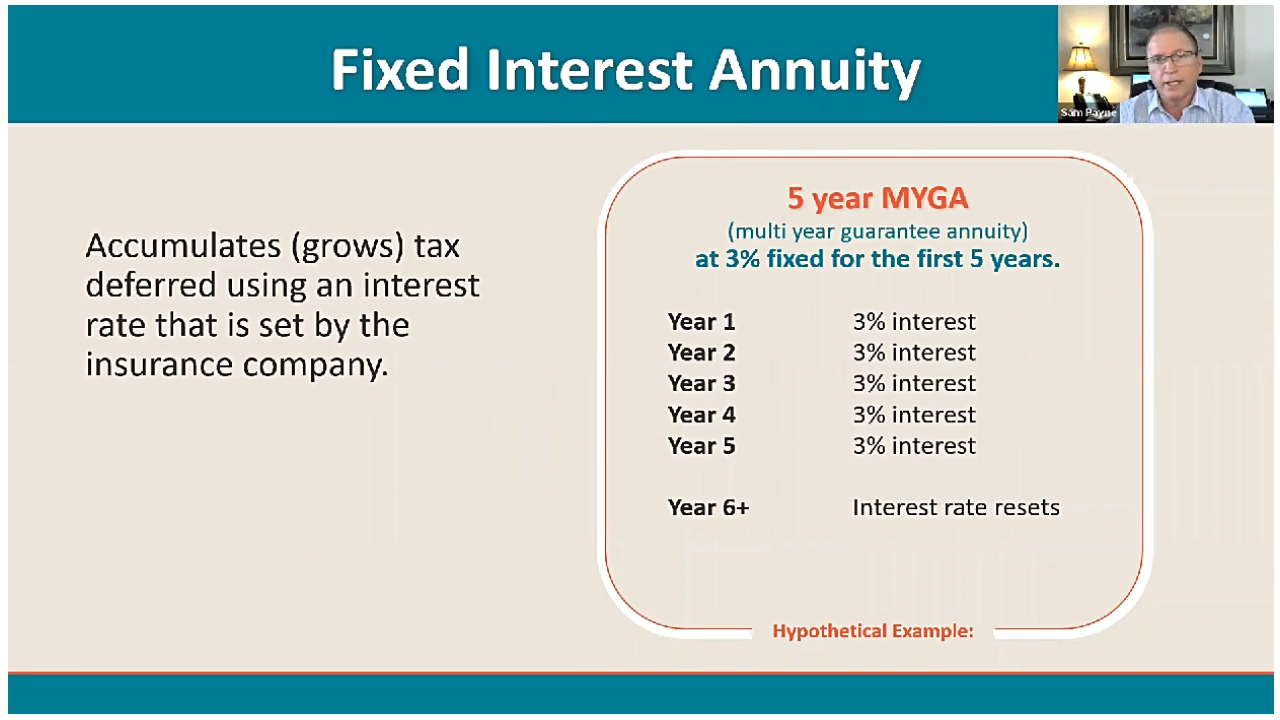 Fixed Interest Annuity
Sam Payne
Accumulates (grows) tax
deferred using an interest
rate that is set by the
insurance company.
5 year MYGA
(multi year guarantee annuity)
at 3% fixed for the first 5 years.
Year 1 3% interest
Year 2 3% interest
Year 3 3% interest
Year 4 3% interest
Year 5 3% interest
Year 6+ Interest rate resets
Hypothetical Example: